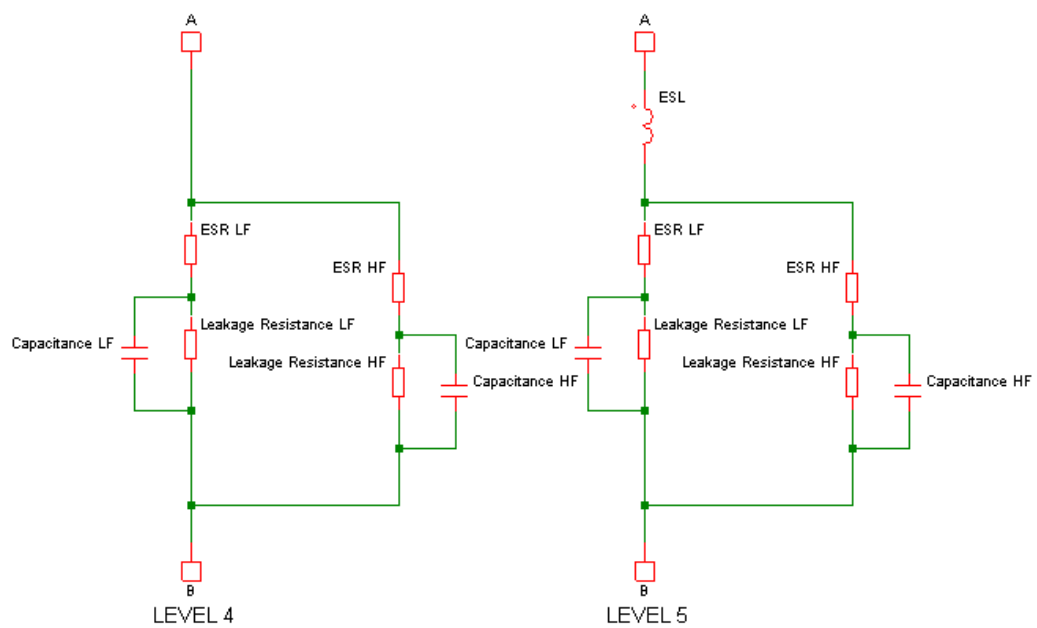 A
ESR LF
ESR HF
Capacitance LF
Leakage Resistance LF
Leakage Resistance HF
Capacitance HF
B
LEVEL 4
A
ESL
ESR LF
ESR HF
Capacitance LF
Leakage Resistance LF
Leakage Resistance HF
Capacitance HF
B
LEVEL 5